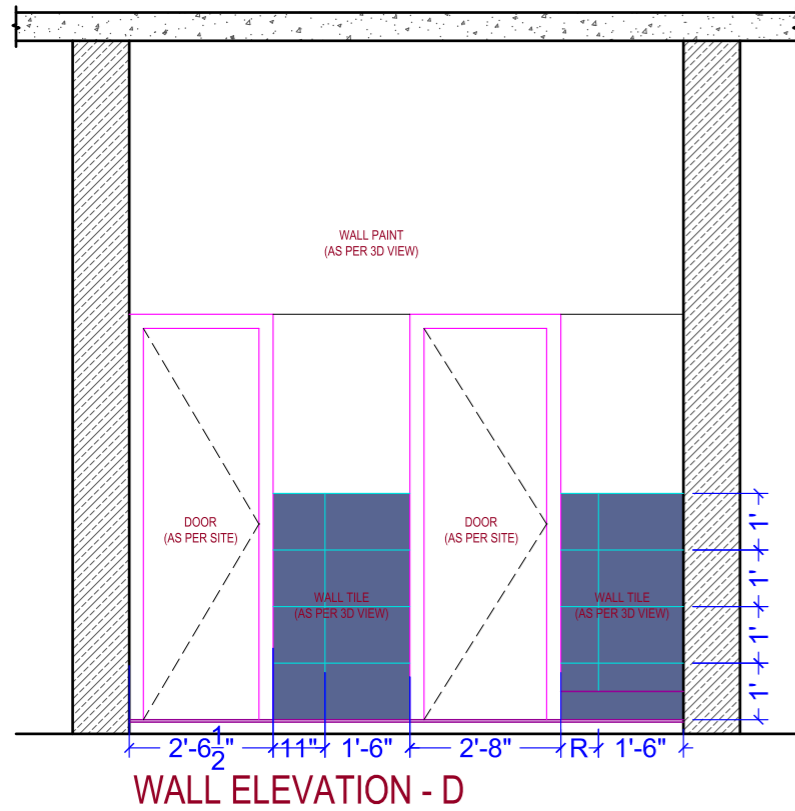 WALL PAINT
(AS PER 3D VIEW)
DOOR
(AS PER SITE)
DOOR
(AS PER SITE)
WALL TILE
(AS PER 3D VIEW)
WALL TILE
(AS PER 3D VIEW)
1'
1'
1'
1'
2'-6 1/2" 11" 1'-6" 2'-8" R 1'-6"
WALL ELEVATION - D